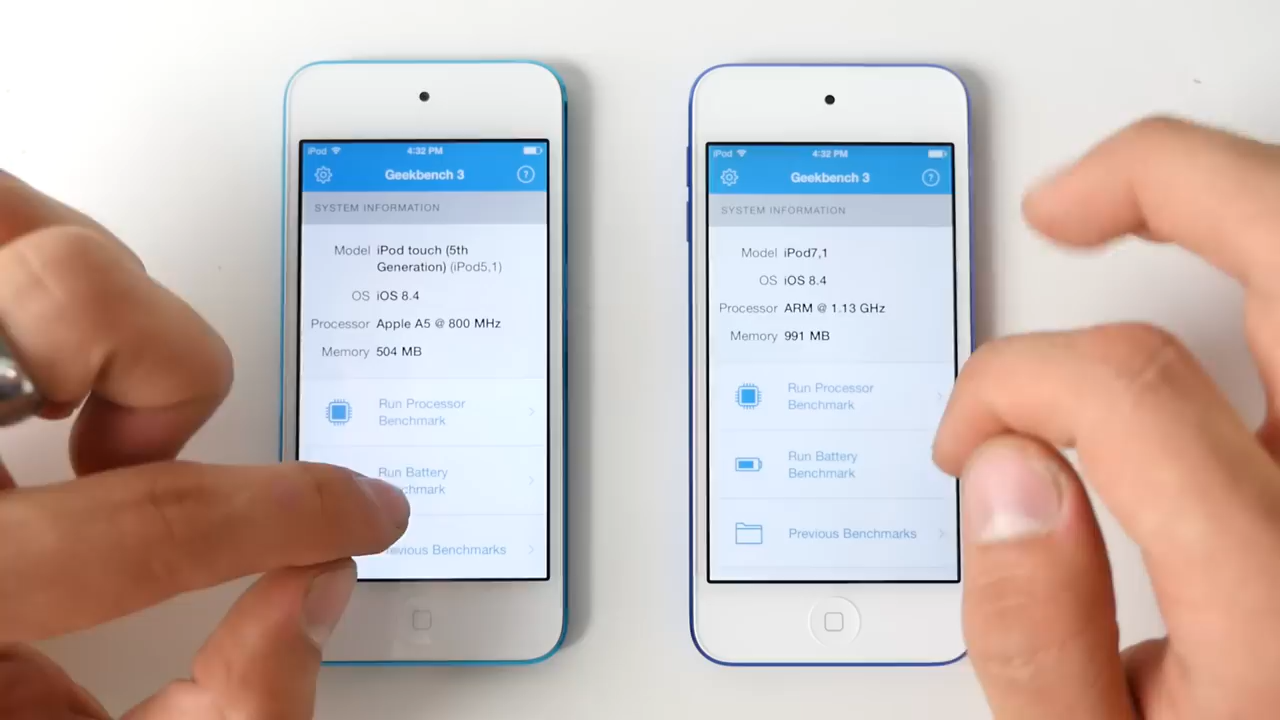 iPod 4:32 PM
Geekbench 3
?
SYSTEM INFORMATION
Model iPod touch (5th
Generation) (iPod5,1)
OS iOS 8.4
Processor Apple A5 @ 800 MHz
Memory 504 MB
Run Processor
Benchmark
Run Battery
chmark
evious Benchmarks
iPod 4:32 PM
Geekbench 3
?
SYSTEM INFORMATION
Model iPod7,1
OS iOS 8.4
Processor ARM @ 1.13 GHz
Memory 991 MB
Run Processor
Benchmark
Run Battery
Benchmark
Previous Benchmarks